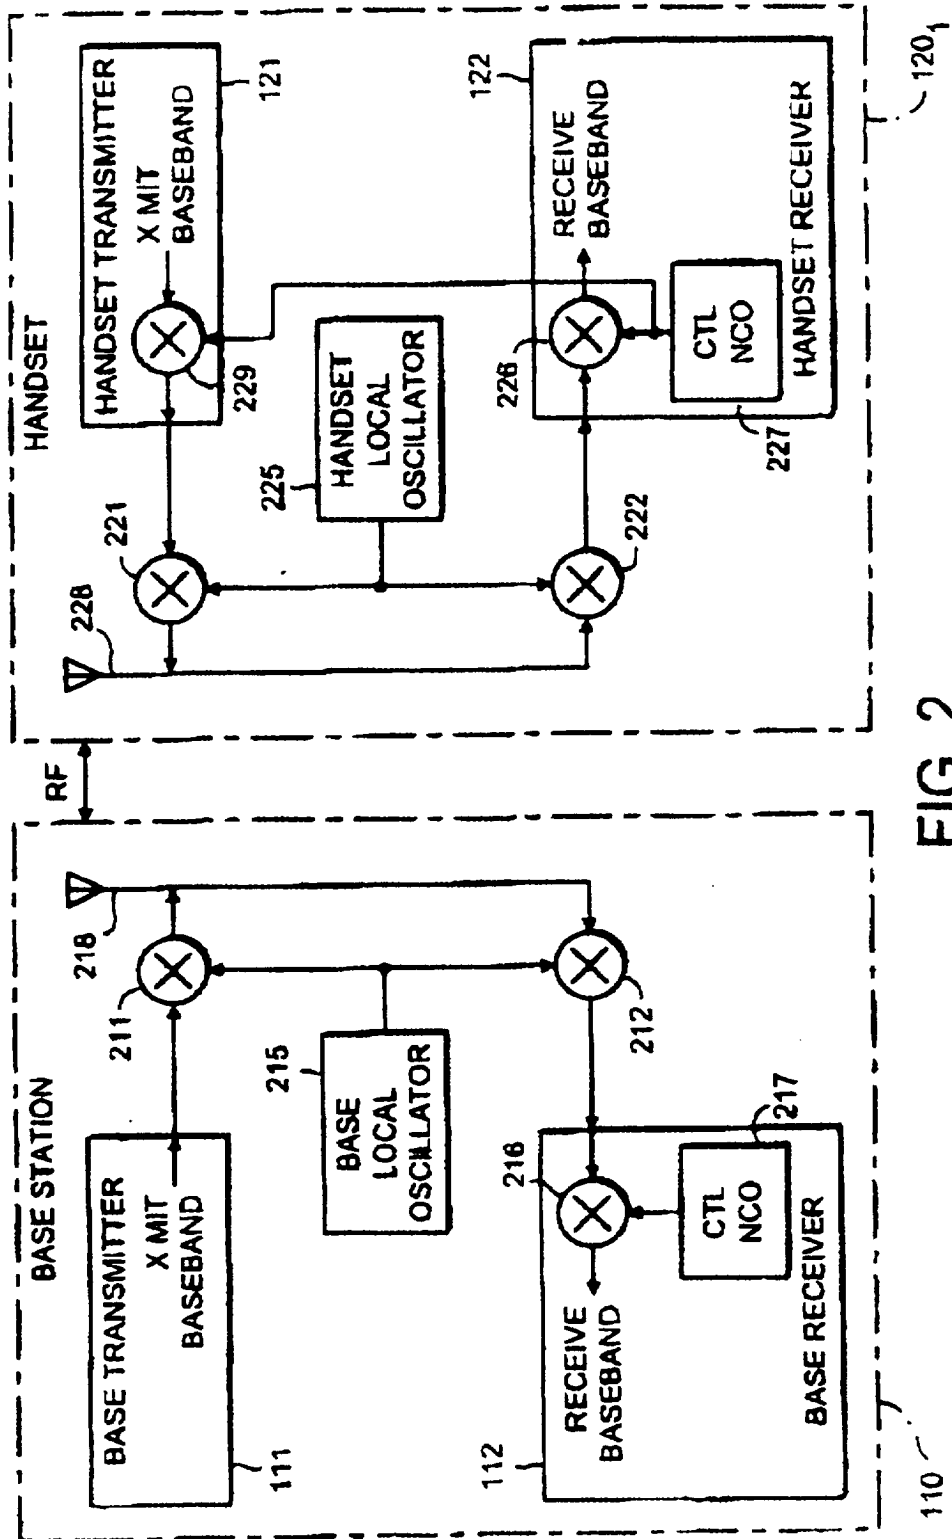 BASE STATION
BASE TRANSMITTER
X MIT
BASEBAND
111
211
218
215
BASE
LOCAL
OSCILLATOR
212
216
217
RECEIVE
BASEBAND
CTL
NCO
BASE RECEIVER
112
110
RF
HANDSET
228
221
HANDSET TRANSMITTER
X MIT
BASEBAND
229
121
225
HANDSET
LOCAL
OSCILLATOR
222
226
RECEIVE
BASEBAND
122
CTL
NCO
227
HANDSET RECEIVER
120₁
FIG. 2